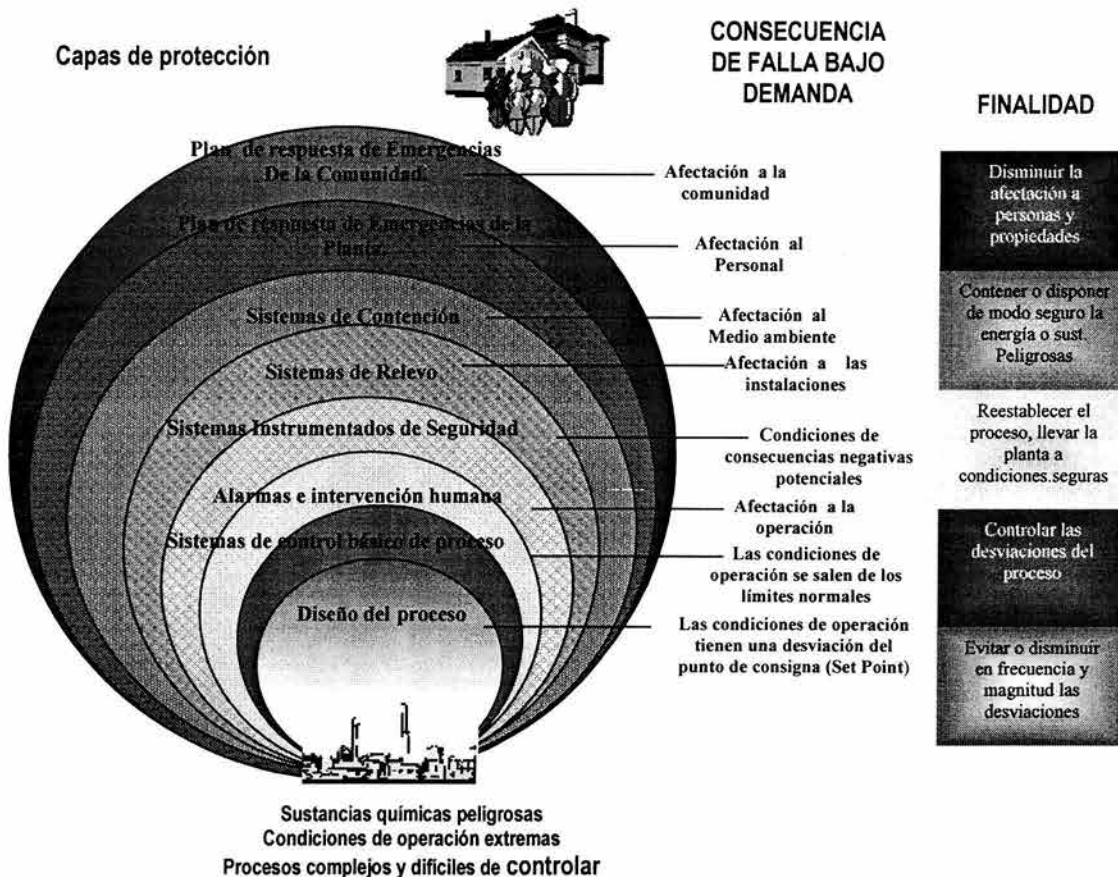 Capas de protección
CONSECUENCIA
DE FALLA BAJO
DEMANDA
FINALIDAD
Plan de respuesta de Emergencias
De la Comunidad.
Plan de respuesta de Emergencias de la
Planta.
Sistemas de Contención
Sistemas de Relevo
Sistemas Instrumentados de Seguridad
Alarmas e intervención humana
Sistemas de control básico de proceso
Diseño del proceso
Afectación a la
comunidad
Afectación al
Personal
Afectación al
Medio ambiente
Afectación a las
instalaciones
Condiciones de
consecuencias negativas
potenciales
Afectación a la
operación
Las condiciones de
operación se salen de los
límites normales
Las condiciones de operación
tienen una desviación del
punto de consigna (Set Point)
Disminuir la
afectación a
personas y
propiedades
Contener o disponer
de modo seguro la
energía o sust.
Peligrosas
Reestablecer el
proceso, llevar la
planta a
condiciones.seguras
Controlar las
desviaciones del
proceso
Evitar o disminuir
en frecuencia y
magnitud las
desviaciones
Sustancias químicas peligrosas
Condiciones de operación extremas
Procesos complejos y difíciles de controlar